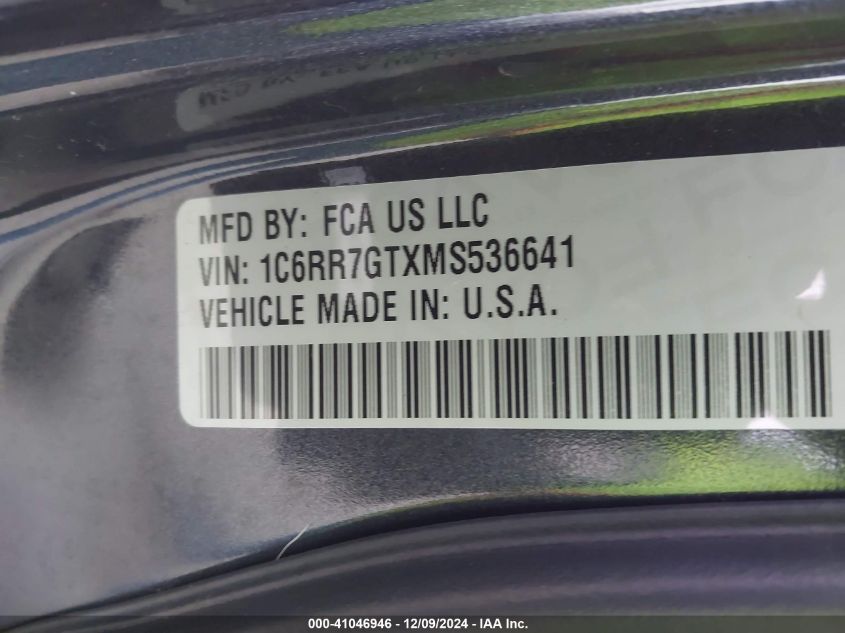 MFD BY: FCA US LLC
VIN: 1C6RR7GTXMS536641
VEHICLE MADE IN: U.S.A.
000-41046946 - 12/09/2024 - IAA Inc.